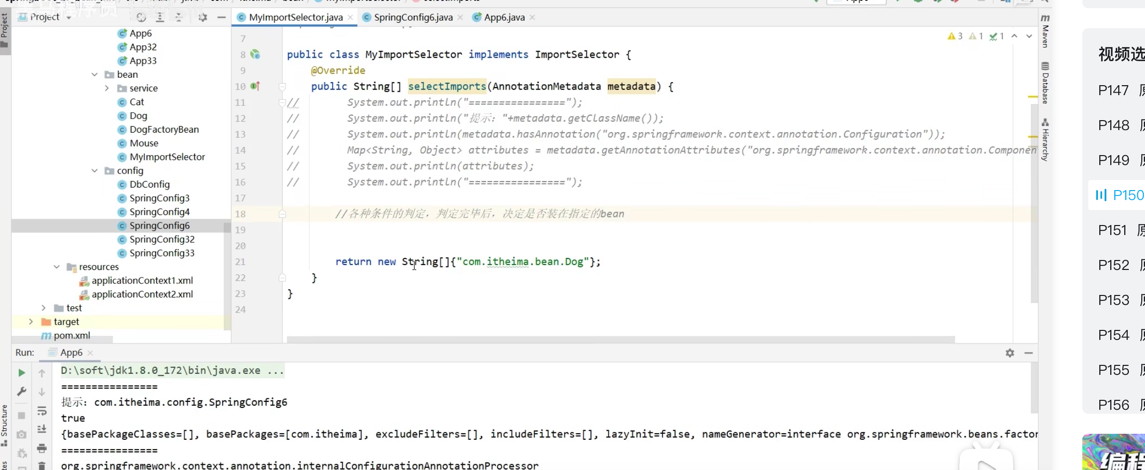 Project
MyImportSelector.java
SpringConfig6.java
App6.java
App6
App32
App33
bean
service
Cat
Dog
DogFactoryBean
Mouse
MyImportSelector
config
DbConfig
SpringConfig3
SpringConfig4
SpringConfig6
SpringConfig32
SpringConfig33
resources
applicationContext1.xml
applicationContext2.xml
test
target
pom.xml
7
8 public class MyImportSelector implements ImportSelector {
9 @Override
10 public String[] selectImports(AnnotationMetadata metadata) {
11 // System.out.println("================");
12 // System.out.println("提示："+metadata.getClassName());
13 // System.out.println(metadata.hasAnnotation("org.springframework.context.annotation.Configuration"));
14 // Map<String, Object> attributes = metadata.getAnnotationAttributes("org.springframework.context.annotation.Componen
15 // System.out.println(attributes);
16 // System.out.println("================");
17
18 //各种条件的判定，判定完毕后，决定是否装在指定的bean
19
20
21 return new String[]{"com.itheima.bean.Dog"};
22 }
23 }
24
3 1 1
Maven
Database
Hierarchy
Project
Structure
Run: App6
D:\soft\jdk1.8.0_172\bin\java.exe ...
================
提示：com.itheima.config.SpringConfig6
true
{basePackageClasses=[], basePackages=[com.itheima], excludeFilters=[], includeFilters=[], lazyInit=false, nameGenerator=interface org.springframework.beans.factor
================
org.springframework.context.annotation.internalConfigurationAnnotationProcessor
视频选
P147
P148
P149
P150
P151
P152
P153
P154
P155
P156
编程